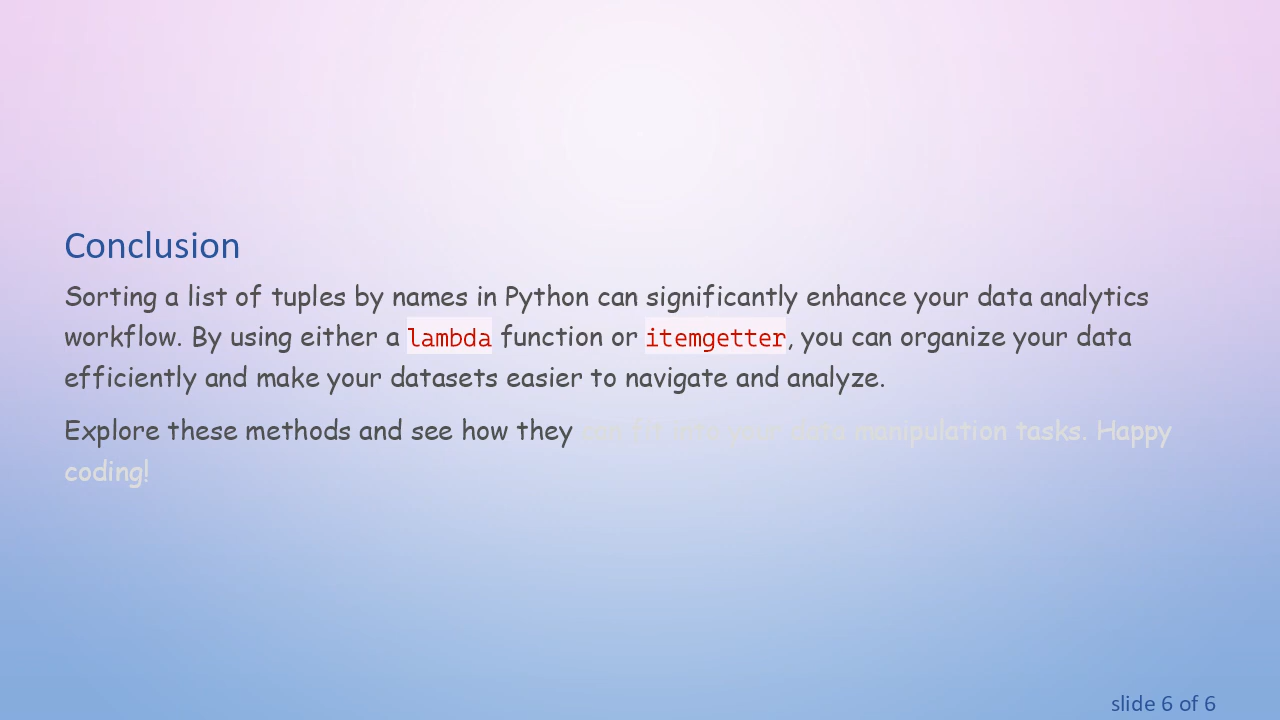 Conclusion
Sorting a list of tuples by names in Python can significantly enhance your data analytics
workflow. By using either a lambda function or itemgetter, you can organize your data
efficiently and make your datasets easier to navigate and analyze.
Explore these methods and see how they can fit into your data manipulation tasks. Happy
coding!
slide 6 of 6